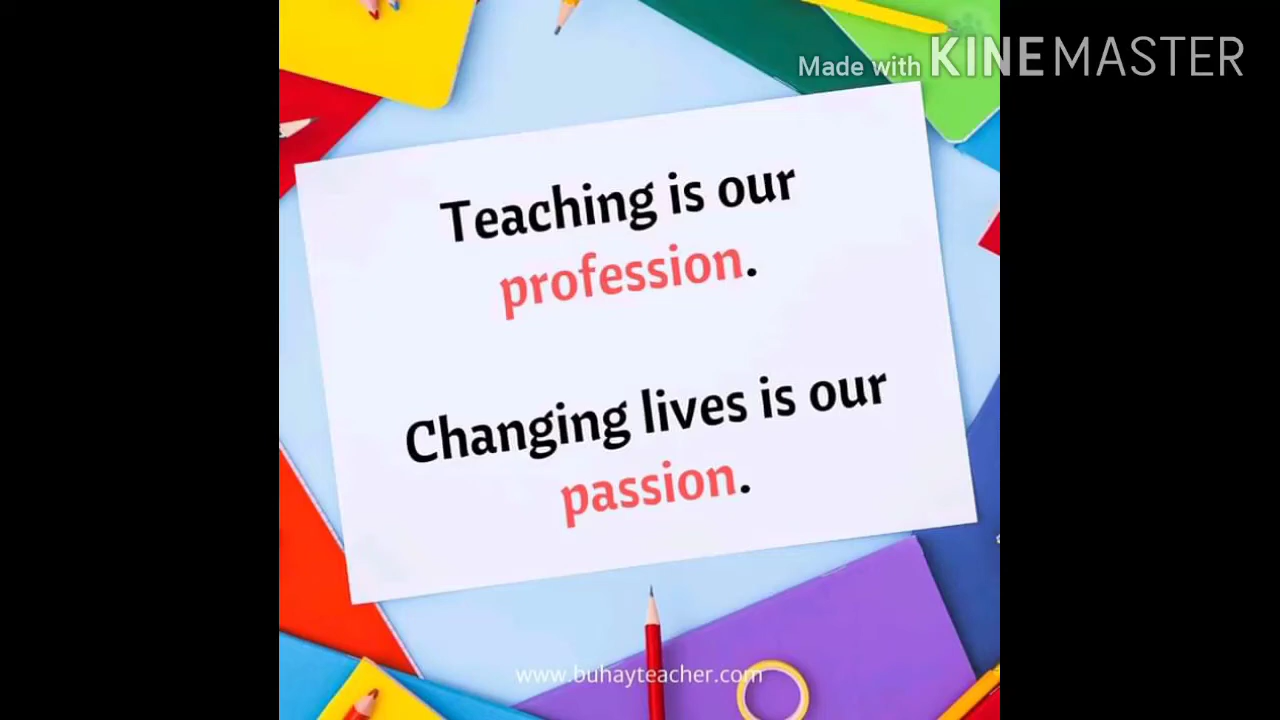 Made with KINEMASTER
Teaching is our
profession.
Changing lives is our
passion.
www.buhayteacher.com